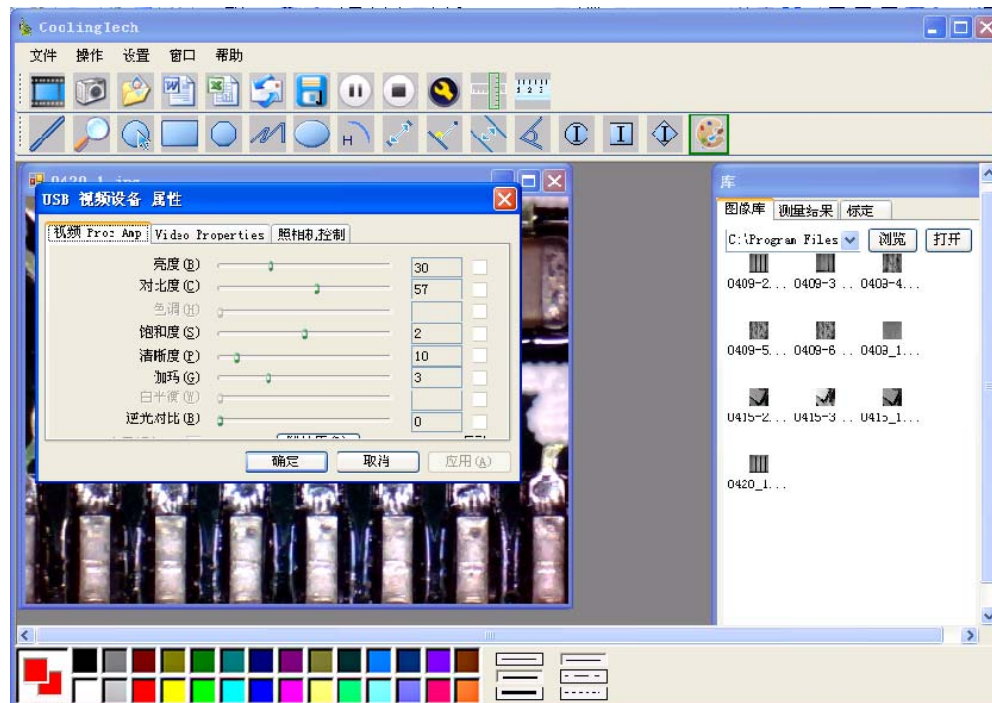 CoolingTech
文件 操作 设置 窗口 帮助
0420_1.jpg
库
USB 视频设备 属性
图像库 测量结果 标定
视频 Proc Amp Video Properties 照相机控制
C:\Program Files 浏览 打开
亮度(B) 30
对比度(C) 57
色调(H)
饱和度(S) 2
清晰度(P) 10
伽玛(G) 3
白平衡(W)
逆光对比(B) 0
确定 取消 应用(A)
0409-2... 0409-3... 0409-4...
0409-5... 0409-6... 0409_1...
0415-2... 0415-3... 0415_1...
0420_1...